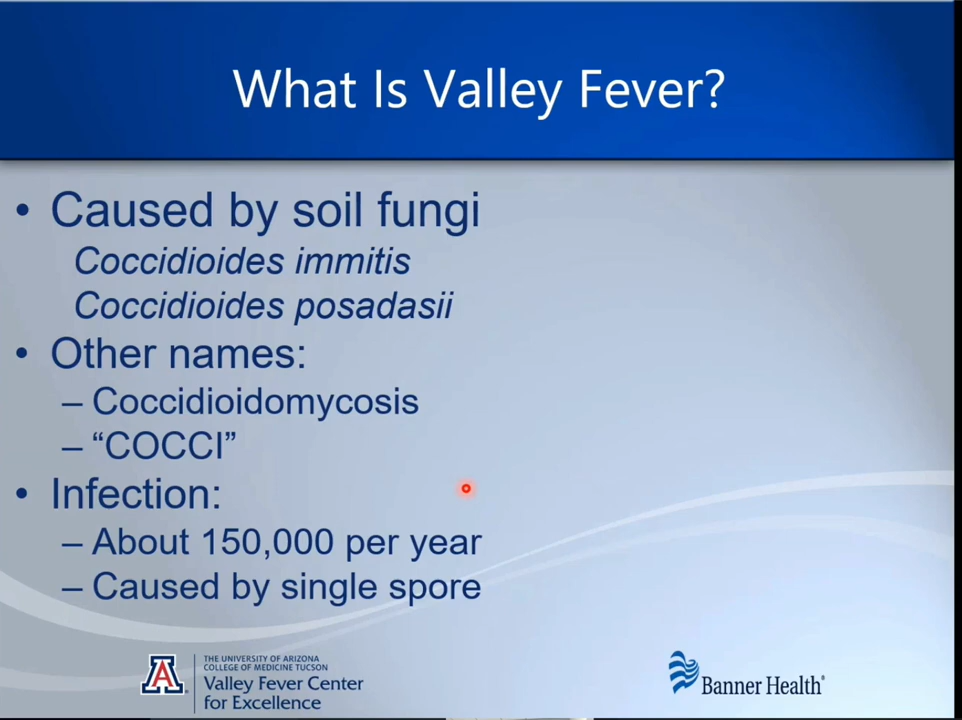 What Is Valley Fever?
• Caused by soil fungi
Coccidioides immitis
Coccidioides posadasii
• Other names:
– Coccidioidomycosis
– “COCCI”
• Infection:
– About 150,000 per year
– Caused by single spore
A
THE UNIVERSITY OF ARIZONA
COLLEGE OF MEDICINE TUCSON
Valley Fever Center
for Excellence
Banner Health®